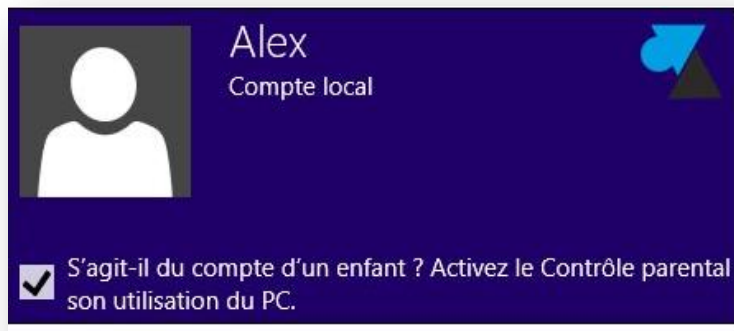 Alex
Compte local
S'agit-il du compte d'un enfant ? Activez le Contrôle parental
son utilisation du PC.